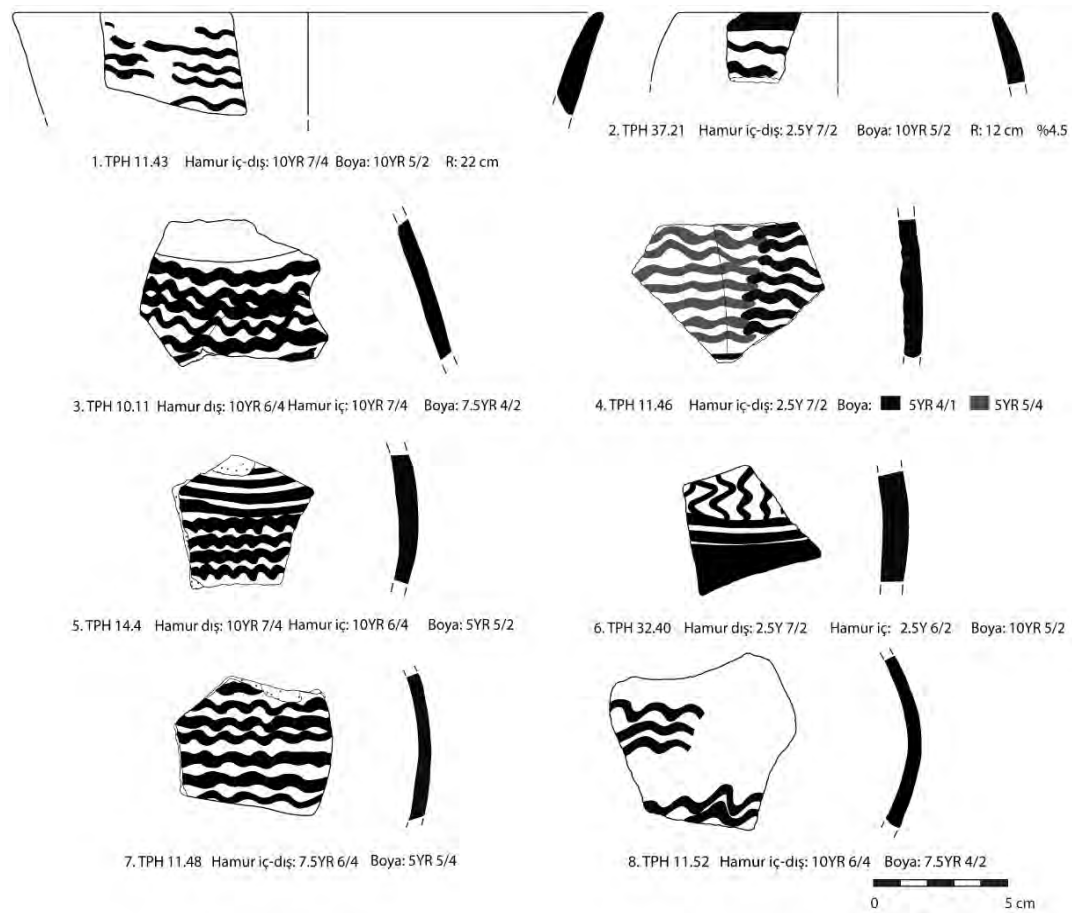 1. TPH 11.43 Hamur iç-dış: 10YR 7/4 Boya: 10YR 5/2 R: 22 cm
2. TPH 37.21 Hamur iç-dış: 2.5Y 7/2 Boya: 10YR 5/2 R: 12 cm %4.5
3. TPH 10.11 Hamur dış: 10YR 6/4 Hamur iç: 10YR 7/4 Boya: 7.5YR 4/2
4. TPH 11.46 Hamur iç-dış: 2.5Y 7/2 Boya: 5YR 4/1 5YR 5/4
5. TPH 14.4 Hamur dış: 10YR 7/4 Hamur iç: 10YR 6/4 Boya: 5YR 5/2
6. TPH 32.40 Hamur dış: 2.5Y 7/2 Hamur iç: 2.5Y 6/2 Boya: 10YR 5/2
7. TPH 11.48 Hamur iç-dış: 7.5YR 6/4 Boya: 5YR 5/4
8. TPH 11.52 Hamur iç-dış: 10YR 6/4 Boya: 7.5YR 4/2
0 5 cm